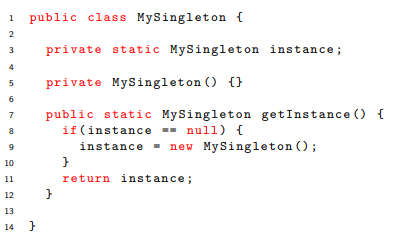 1 public class MySingleton {
2
3   private static MySingleton instance;
4
5   private MySingleton() {}
6
7   public static MySingleton getInstance() {
8     if(instance == null) {
9       instance = new MySingleton();
10     }
11     return instance;
12   }
13
14 }